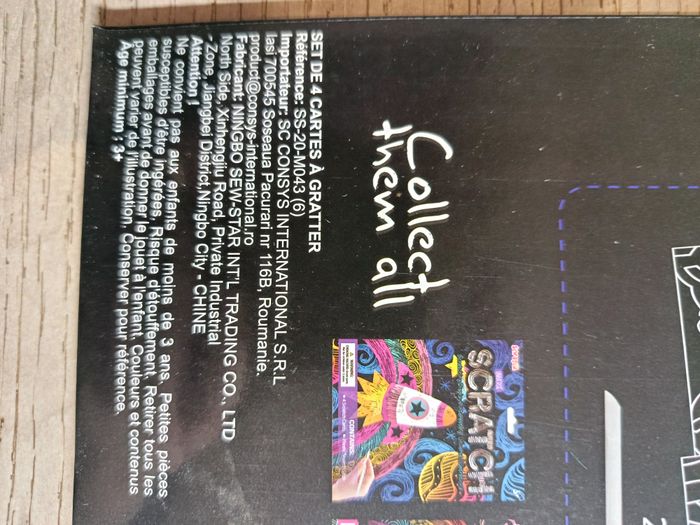 SET DE 4 CARTES À GRATTER
Référence: SS-20-M043 (6)
Importateur: SC CONSYS INTERNATIONAL S.R.L
Iasi 700545 Soseaua Pacurari nr 116B, Roumanie,
product@consys-international.ro
Fabricant: NINGBO SEW-STAR INT'L TRADING CO., LTD
North Side, Xinhengjiu Road, Private Industrial
- Zone, Jiangbei District,Ningbo City - CHINE
Attention !
Ne convient pas aux enfants de moins de 3 ans. Petites pièces
susceptibles d'être ingérées, Risque d'étouffement, Retirer tous les
emballages avant de donner le jouet à l'enfant. Couleurs et contenus
peuvent varier de l'illustration. Conserver pour référence.
Âge minimum : 3+
Collect
them all
SCRATCH
CONTAINS